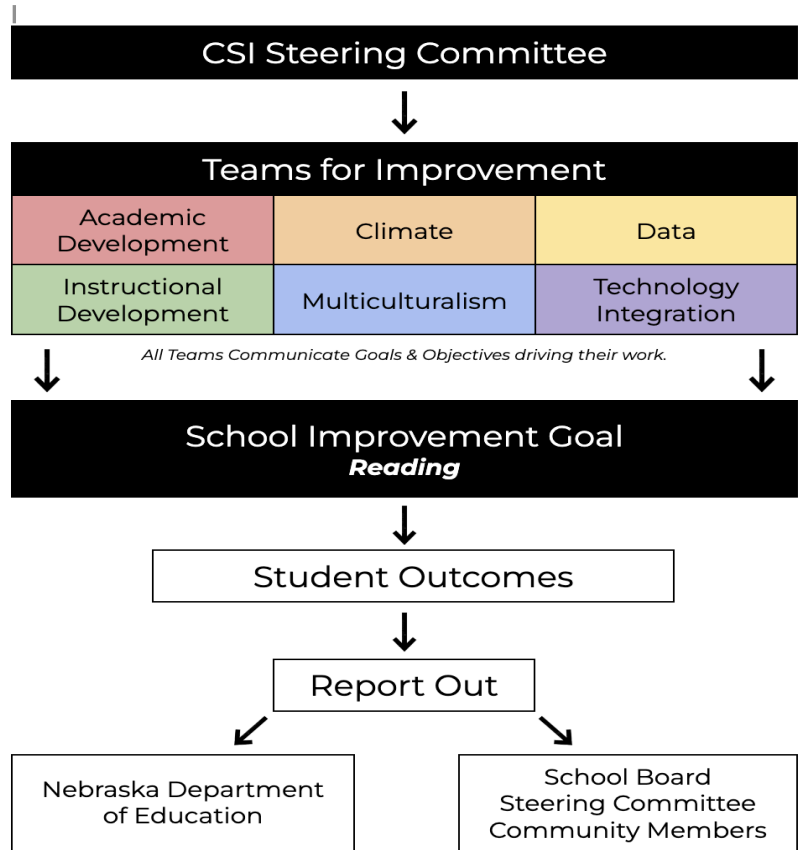 CSI Steering Committee
Teams for Improvement
Academic
Development
Climate
Data
Instructional
Development
Multiculturalism
Technology
Integration
All Teams Communicate Goals & Objectives driving their work.
School Improvement Goal
Reading
Student Outcomes
Report Out
Nebraska Department
of Education
School Board
Steering Committee
Community Members